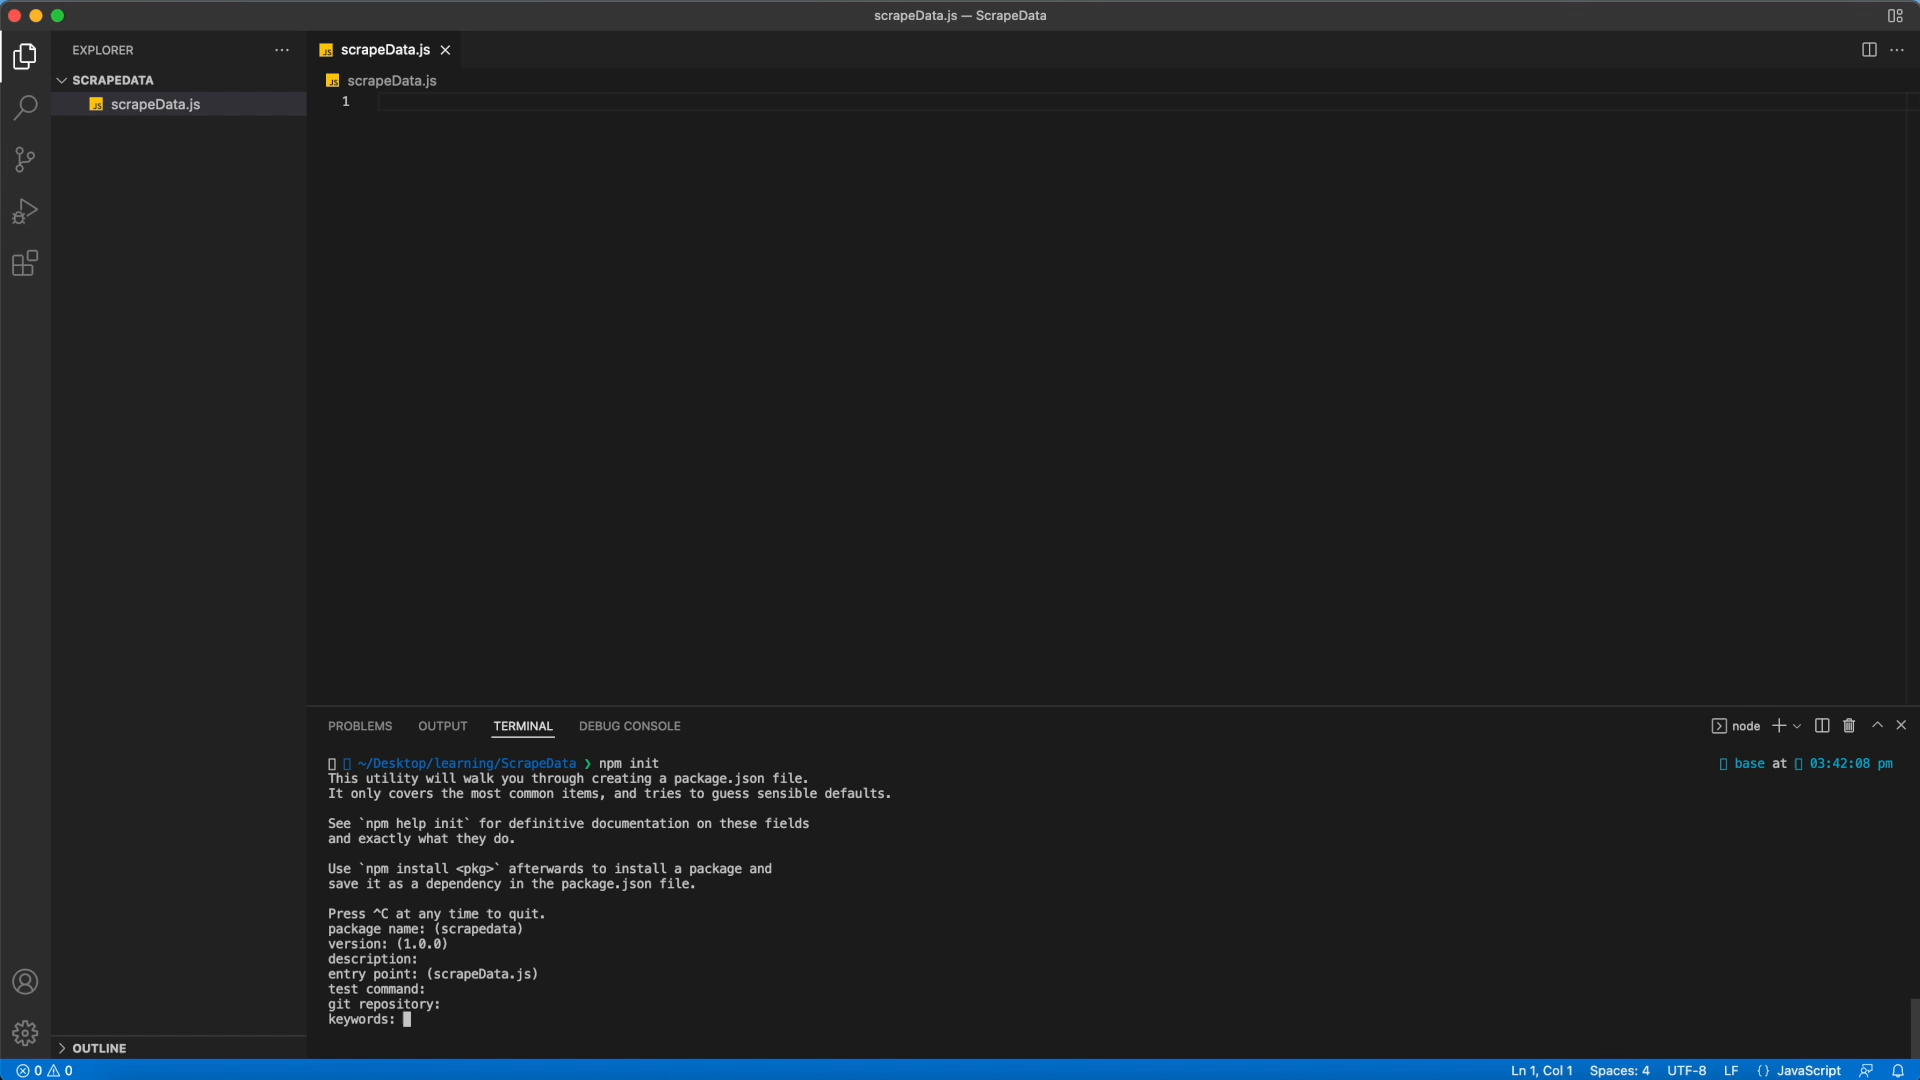 scrapeData.js — ScrapeData
EXPLORER
SCRAPEDATA
JS scrapeData.js
JS scrapeData.js
JS scrapeData.js
1
PROBLEMS OUTPUT TERMINAL DEBUG CONSOLE
node
~/Desktop/learning/ScrapeData ❯ npm init
base at 03:42:08 pm
This utility will walk you through creating a package.json file.
It only covers the most common items, and tries to guess sensible defaults.
See `npm help init` for definitive documentation on these fields
and exactly what they do.
Use `npm install <pkg>` afterwards to install a package and
save it as a dependency in the package.json file.
Press ^C at any time to quit.
package name: (scrapedata)
version: (1.0.0)
description:
entry point: (scrapeData.js)
test command:
git repository:
keywords:
OUTLINE
0 0
Ln 1, Col 1 Spaces: 4 UTF-8 LF {} JavaScript